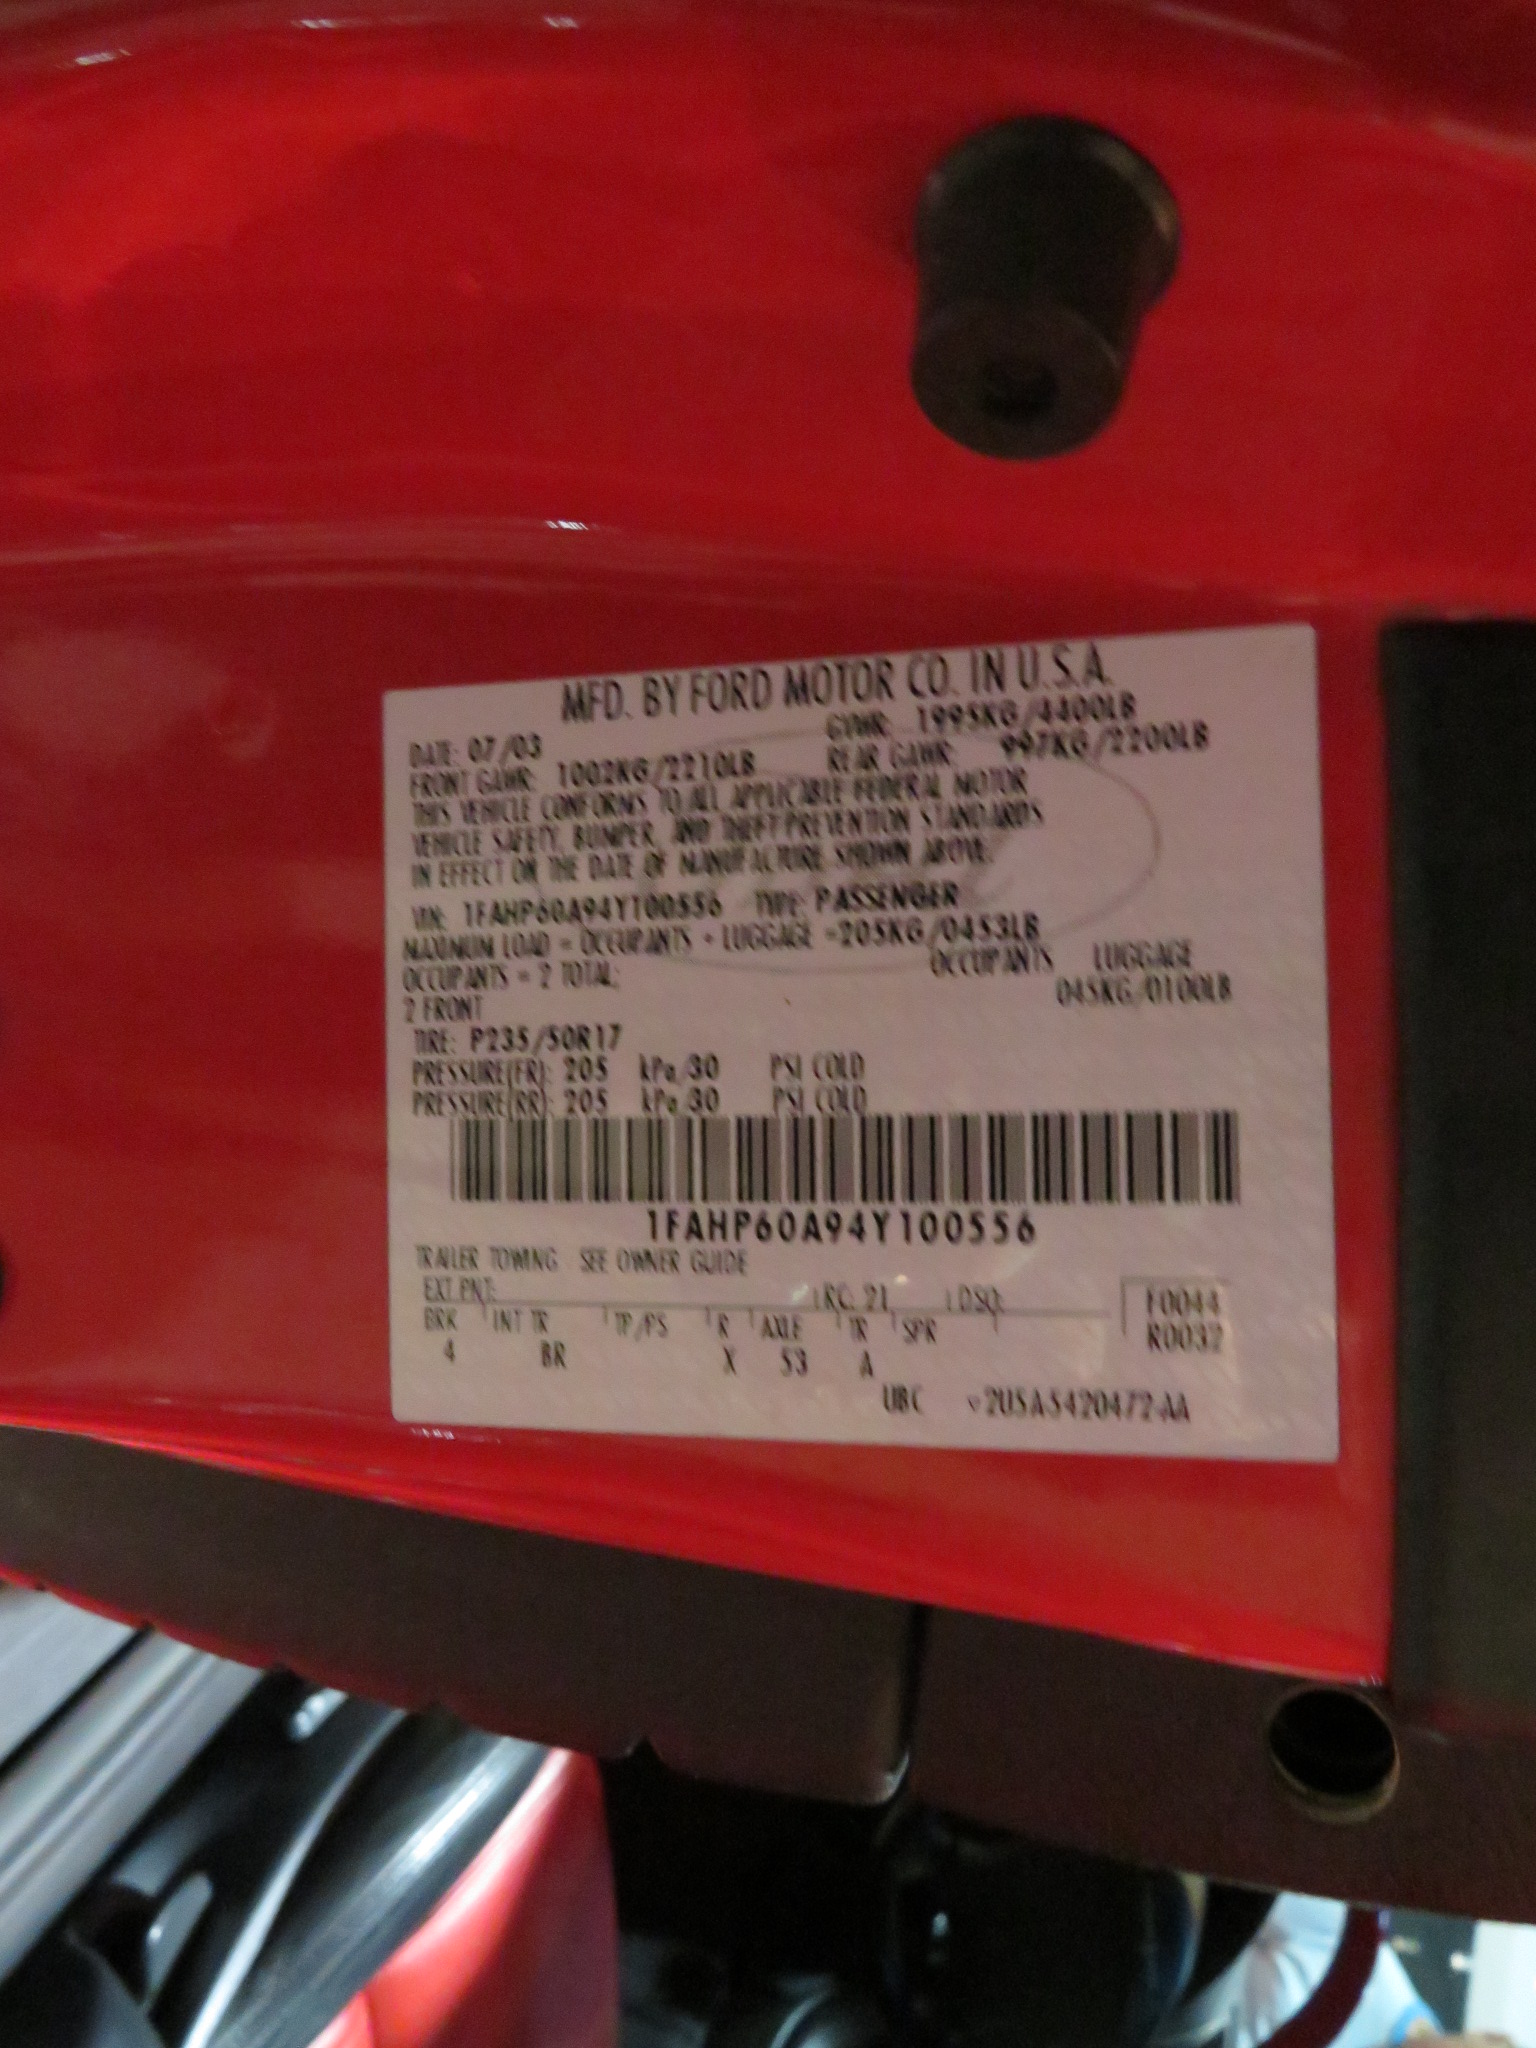 MFD. BY FORD MOTOR CO. IN U.S.A.
DATE: 07/03 GVWR: 1995KG/4400LB
FRONT GAWR: 1002KG/2210LB REAR GAWR: 997KG/2200LB
THIS VEHICLE CONFORMS TO ALL APPLICABLE FEDERAL MOTOR
VEHICLE SAFETY, BUMPER, AND THEFT PREVENTION STANDARDS
IN EFFECT ON THE DATE OF MANUFACTURE SHOWN ABOVE.
VIN: 1FAHP60A94Y100556 TYPE: PASSENGER
MAXIMUM LOAD = OCCUPANTS + LUGGAGE =205KG/0453LB
OCCUPANTS = 2 TOTAL; OCCUPANTS LUGGAGE
2 FRONT 045KG/0100LB
TIRE: P235/50R17
PRESSURE(FR): 205 kPa/30 PSI COLD
PRESSURE(RR): 205 kPa/30 PSI COLD
1FAHP60A94Y100556
TRAILER TOWING SEE OWNER GUIDE
EXT PNT: RC: 21 DSO: F0044
BRK INT TR TP/PS R AXLE TR SPR R0032
4 BR X 53 A
UBC 2U5A5420472-AA